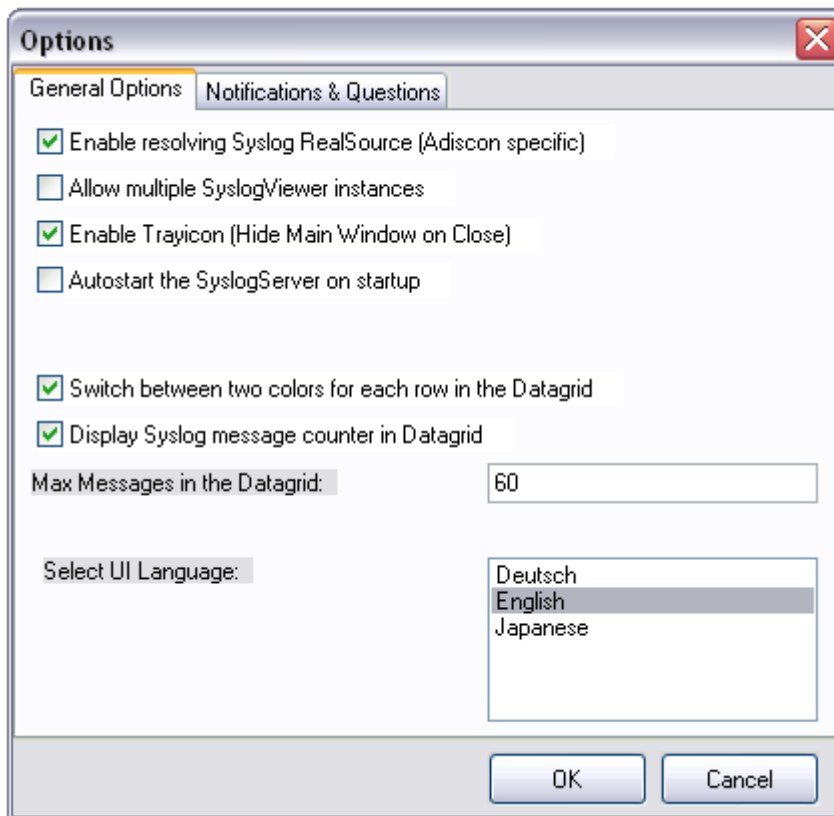 Options
General Options
Notifications & Questions
Enable resolving Syslog RealSource (Adiscon specific)
Allow multiple SyslogViewer instances
Enable Trayicon (Hide Main Window on Close)
Autostart the SyslogServer on startup
Switch between two colors for each row in the Datagrid
Display Syslog message counter in Datagrid
Max Messages in the Datagrid:
60
Select UI Language:
Deutsch
English
Japanese
OK
Cancel